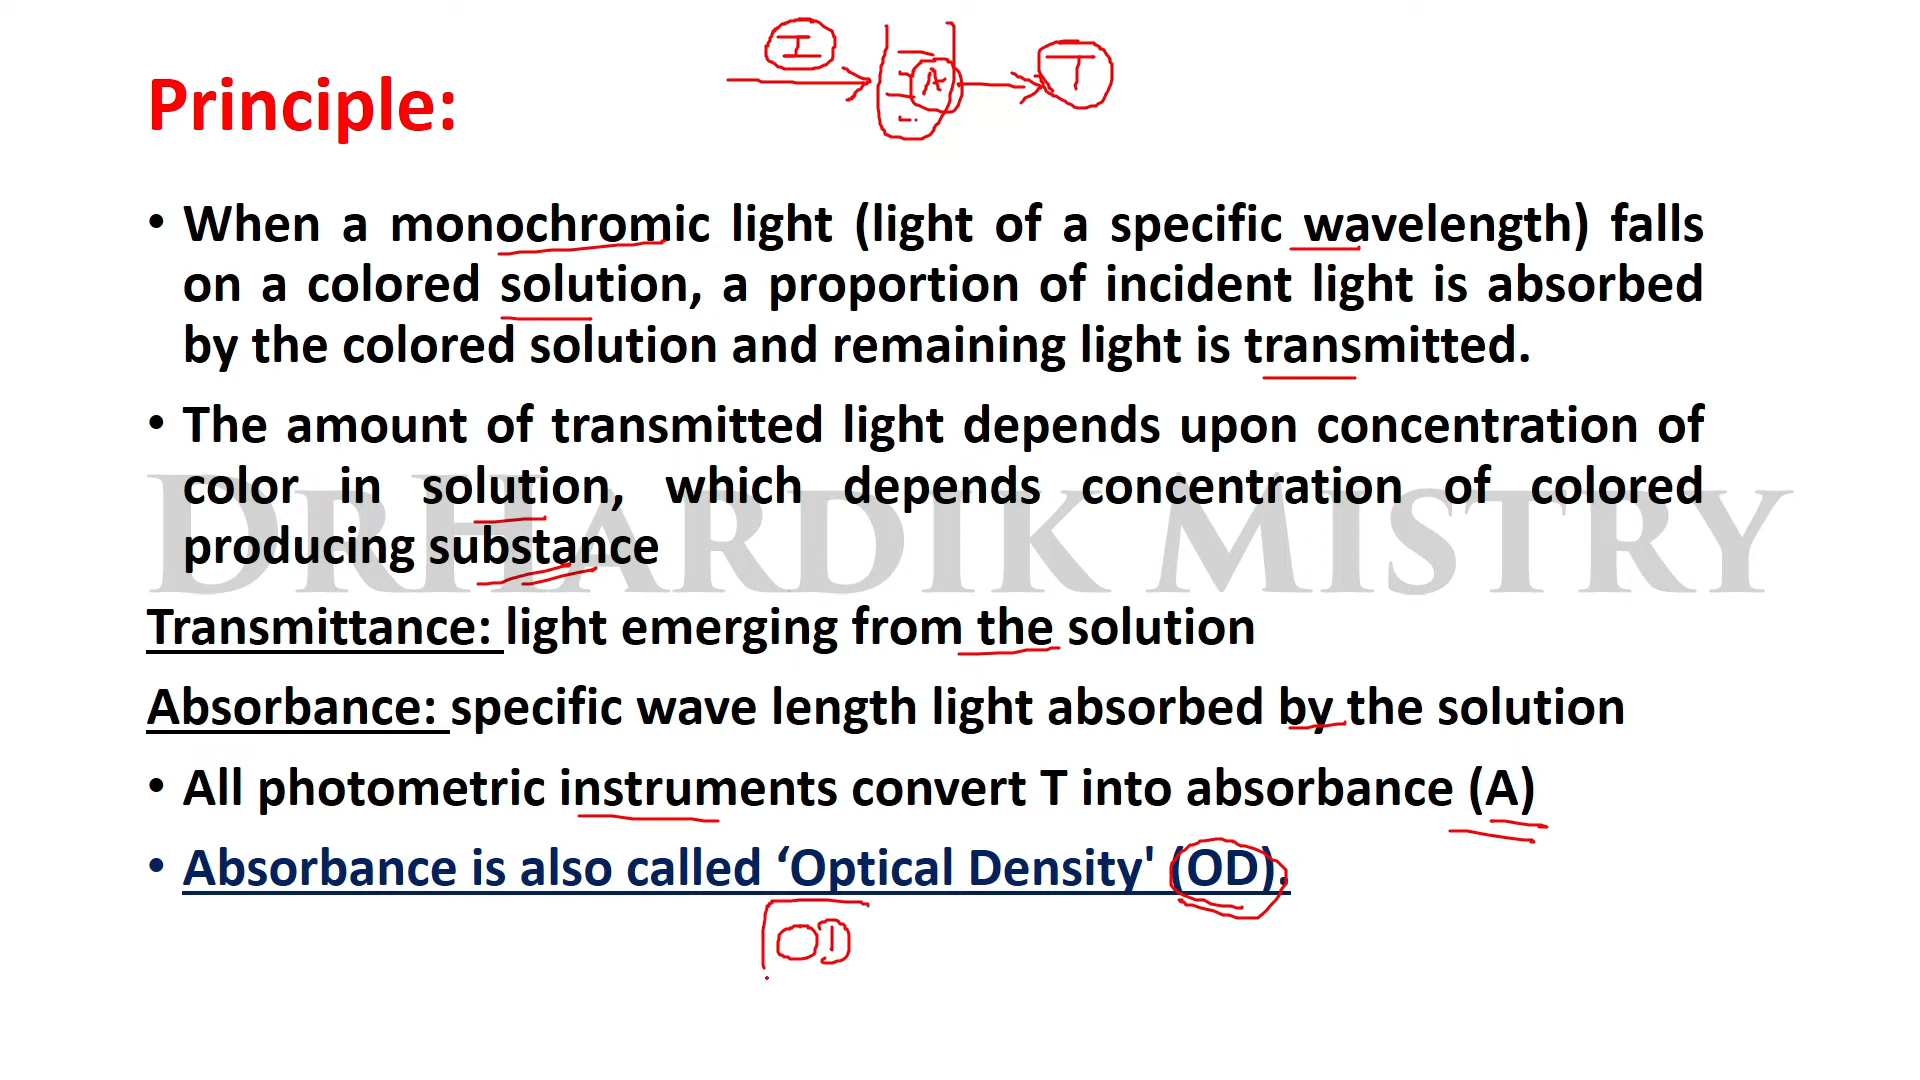 I
A
T
Principle:
• When a monochromic light (light of a specific wavelength) falls
on a colored solution, a proportion of incident light is absorbed
by the colored solution and remaining light is transmitted.
• The amount of transmitted light depends upon concentration of
color in solution, which depends concentration of colored
producing substance
DrHardik Mistry
Transmittance: light emerging from the solution
Absorbance: specific wave length light absorbed by the solution
• All photometric instruments convert T into absorbance (A)
• Absorbance is also called ‘Optical Density' (OD).
OD